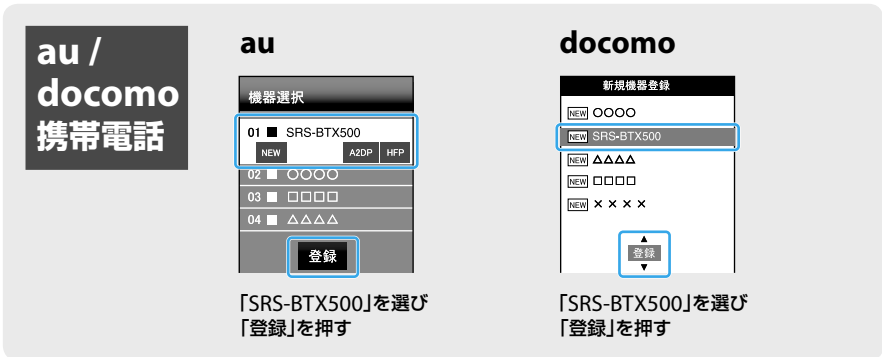 au /
docomo
携帯電話
au
機器選択
01 ■ SRS-BTX500
NEW A2DP HFP
02 ■ ○○○○
03 ■ □□□□
04 ■ △△△△
登録
「SRS-BTX500」を選び
「登録」を押す
docomo
新規機器登録
NEW ○○○○
NEW SRS-BTX500
NEW △△△△
NEW □□□□
NEW ××××
▲
登録
▼
「SRS-BTX500」を選び
「登録」を押す